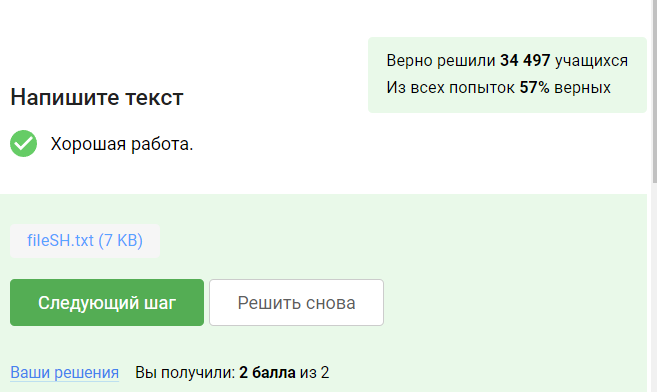 Верно решили 34 497 учащихся
Из всех попыток 57% верных
Напишите текст
Хорошая работа.
fileSH.txt (7 KB)
Следующий шаг
Решить снова
Ваши решения Вы получили: 2 балла из 2